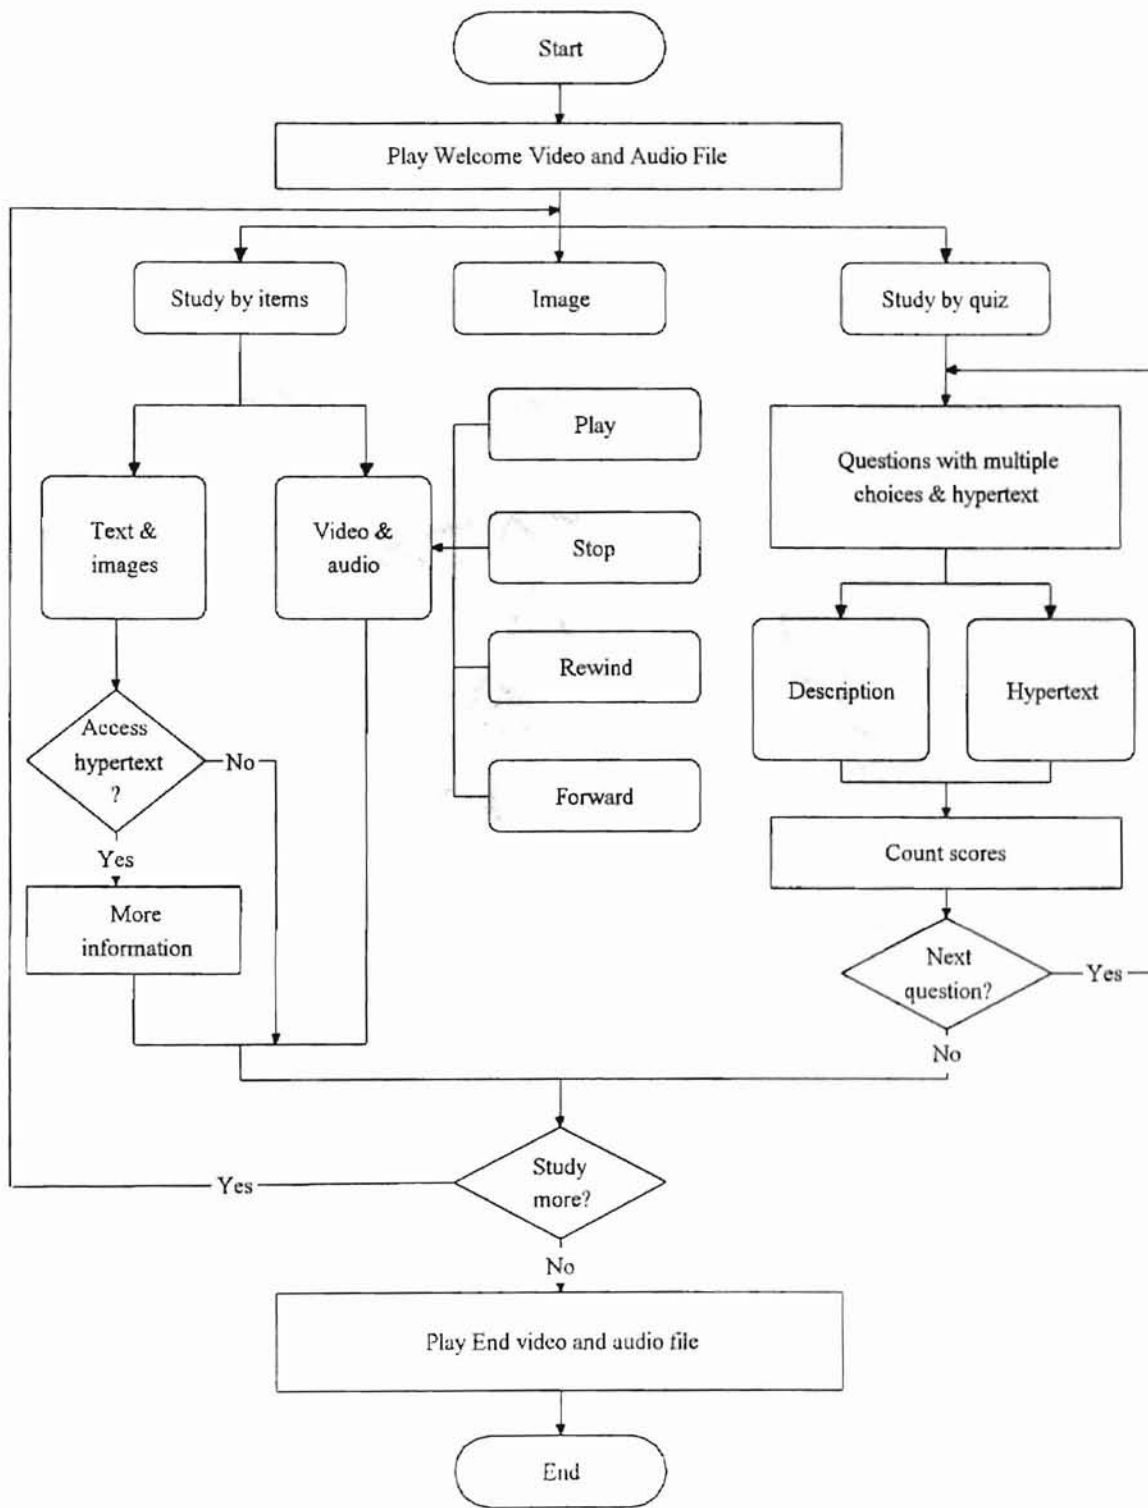 Start
Play Welcome Video and Audio File
Study by items
Image
Study by quiz
Play
Questions with multiple
choices & hypertext
Text &
images
Video &
audio
Stop
Rewind
Description
Hypertext
Access
hypertext
?
No
Forward
Yes
Count scores
More
information
Next
question?
Yes
No
Study
more?
Yes
No
Play End video and audio file
End